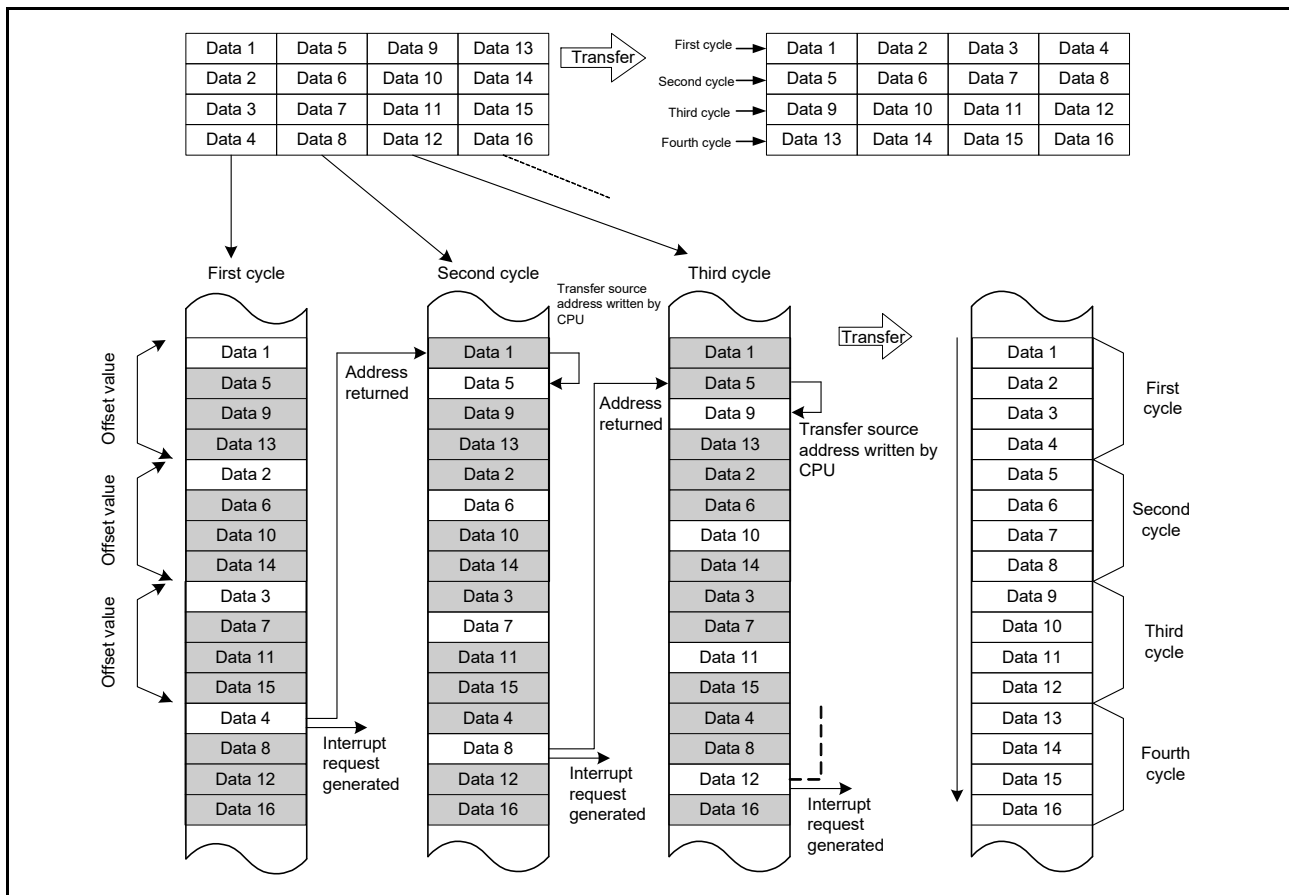 Data 1 Data 5 Data 9 Data 13
Data 2 Data 6 Data 10 Data 14
Data 3 Data 7 Data 11 Data 15
Data 4 Data 8 Data 12 Data 16
Transfer
First cycle Data 1 Data 2 Data 3 Data 4
Second cycle Data 5 Data 6 Data 7 Data 8
Third cycle Data 9 Data 10 Data 11 Data 12
Fourth cycle Data 13 Data 14 Data 15 Data 16
First cycle
Offset value
Offset value
Offset value
Data 1
Data 5
Data 9
Data 13
Data 2
Data 6
Data 10
Data 14
Data 3
Data 7
Data 11
Data 15
Data 4
Data 8
Data 12
Data 16
Address
returned
Interrupt
request
generated
Second cycle
Transfer source
address written by
CPU
Data 1
Data 5
Data 9
Data 13
Data 2
Data 6
Data 10
Data 14
Data 3
Data 7
Data 11
Data 15
Data 4
Data 8
Data 12
Data 16
Address
returned
Interrupt
request
generated
Third cycle
Data 1
Data 5
Data 9
Data 13
Data 2
Data 6
Data 10
Data 14
Data 3
Data 7
Data 11
Data 15
Data 4
Data 8
Data 12
Data 16
Transfer source
address written by
CPU
Interrupt
request
generated
Transfer
Data 1
Data 2
Data 3
Data 4
Data 5
Data 6
Data 7
Data 8
Data 9
Data 10
Data 11
Data 12
Data 13
Data 14
Data 15
Data 16
First
cycle
Second
cycle
Third
cycle
Fourth
cycle